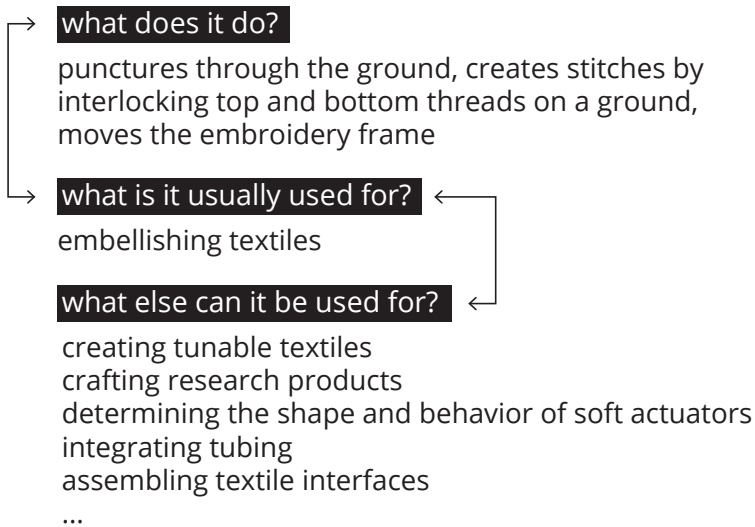 what does it do?
punctures through the ground, creates stitches by
interlocking top and bottom threads on a ground,
moves the embroidery frame
what is it usually used for?
embellishing textiles
what else can it be used for?
creating tunable textiles
crafting research products
determining the shape and behavior of soft actuators
integrating tubing
assembling textile interfaces
...